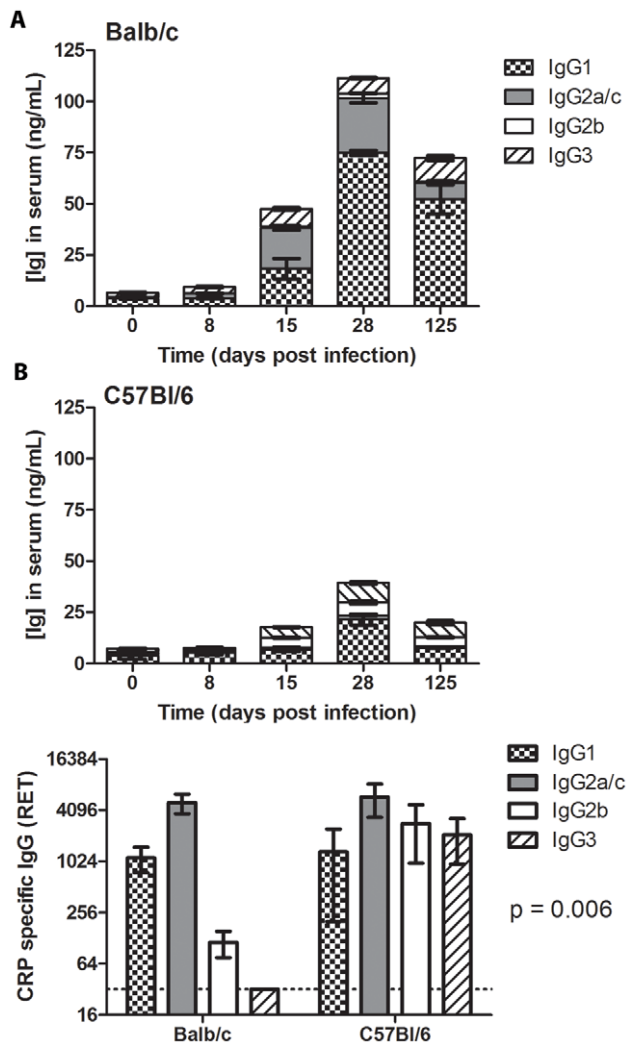 A
Balb/c
[Ig] in serum (ng/mL)
125
100
75
50
25
0
0 8 15 28 125
Time (days post infection)
IgG1
IgG2a/c
IgG2b
IgG3
B
C57Bl/6
[Ig] in serum (ng/mL)
125
100
75
50
25
0
0 8 15 28 125
Time (days post infection)
CRP specific IgG (RET)
16384
4096
1024
256
64
16
Balb/c C57Bl/6
IgG1
IgG2a/c
IgG2b
IgG3
p = 0.006